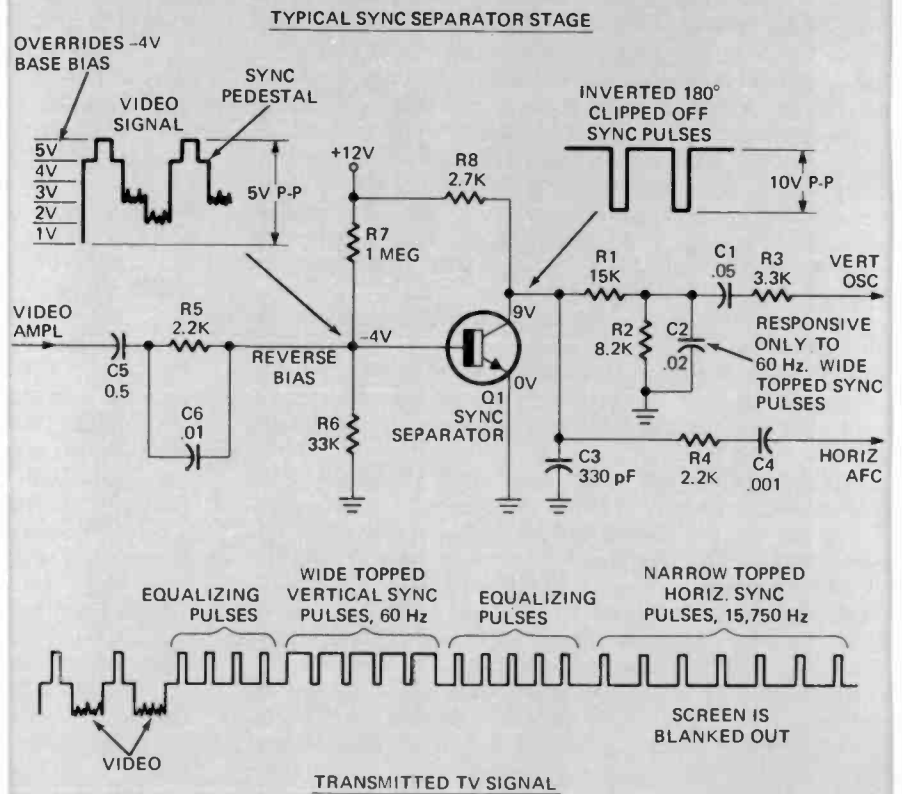 TYPICAL SYNC SEPARATOR STAGE
OVERRIDES –4V
BASE BIAS
SYNC
PEDESTAL
VIDEO
SIGNAL
5V
4V
3V
2V
1V
5V P-P
INVERTED 180°
CLIPPED OFF
SYNC PULSES
10V P-P
+12V
R8
2.7K
R7
1 MEG
R1
15K
C1
.05
R3
3.3K
VERT
OSC
VIDEO
AMPL
R5
2.2K
C5
0.5
REVERSE
BIAS
–4V
9V
0V
Q1
SYNC
SEPARATOR
R2
8.2K
C2
.02
RESPONSIVE
ONLY TO
60 Hz. WIDE
TOPPED SYNC
PULSES
C6
.01
R6
33K
C3
330 pF
R4
2.2K
C4
.001
HORIZ
AFC
EQUALIZING
PULSES
WIDE TOPPED
VERTICAL SYNC
PULSES, 60 Hz
EQUALIZING
PULSES
NARROW TOPPED
HORIZ. SYNC
PULSES, 15,750 Hz
VIDEO
SCREEN IS
BLANKED OUT
TRANSMITTED TV SIGNAL